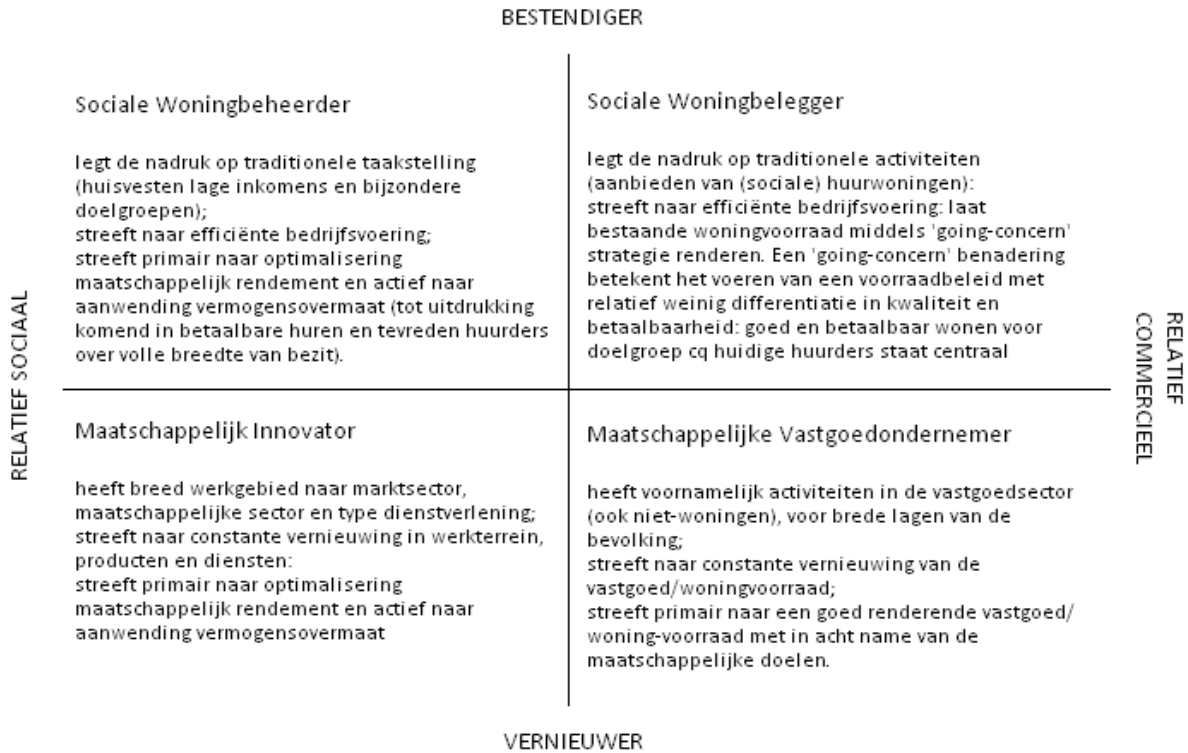 BESTENDIGER
RELATIEF SOCIAAL
Sociale Woningbeheerder
legt de nadruk op traditionele taakstelling
(huisvesten lage inkomens en bijzondere
doelgroepen);
streeft naar efficiënte bedrijfsvoering;
streeft primair naar optimalisering
maatschappelijk rendement en actief naar
aanwending vermogensovermaat (tot uitdrukking
komend in betaalbare huren en tevreden huurders
over volle breedte van bezit).
Sociale Woningbelegger
legt de nadruk op traditionele activiteiten
(aanbieden van (sociale) huurwoningen):
streeft naar efficiënte bedrijfsvoering: laat
bestaande woningvoorraad middels 'going-concern'
strategie renderen. Een 'going-concern' benadering
betekent het voeren van een voorraadbeleid met
relatief weinig differentatie in kwaliteit en
betaalbaarheid: goed en betaalbaar wonen voor
doelgroep cq huidige huurders staat centraal
RELATIEF
COMMERCIEEL
Maatschappelijk Innovator
heeft breed werkgebied naar marktsector,
maatschappelijke sector en type dienstverlening;
streeft naar constante vernieuwing in werkterrein,
producten en diensten:
streeft primair naar optimalisering
maatschappelijk rendement en actief naar
aanwending vermogensovermaat
Maatschappelijke Vastgoedondernemer
heeft voornamelijk activiteiten in de vastgoedsector
(ook niet-woningen), voor brede lagen van de
bevolking;
streeft naar constante vernieuwing van de
vastgoed/woningvoorraad;
streeft primair naar een goed renderende vastgoed/
woning-voorraad met in acht name van de
maatschappelijke doelen.
VERNIEUWER